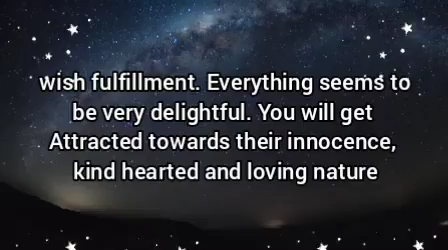 wish fulfillment. Everything seems to
be very delightful. You will get
Attracted towards their innocence,
kind hearted and loving nature